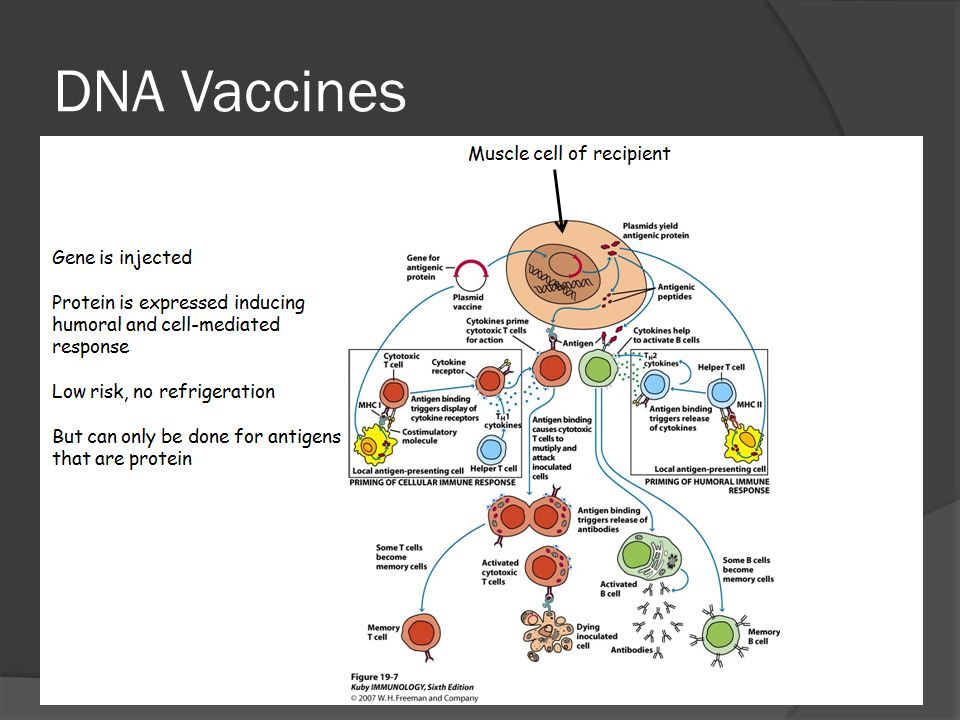 DNA Vaccines
Muscle cell of recipient
Gene is injected
Protein is expressed inducing
humoral and cell-mediated
response
Low risk, no refrigeration
But can only be done for antigens
that are protein
Plasmids yield
antigenic protein
Gene for
antigenic
protein
Plasmid
vaccine
Antigenic
peptides
Cytokines prime
cytotoxic T cells
for action
Antigen
Cytokines help
to activate B cells
Cytotoxic
T cell
Cytokine
receptor
MHC I
Antigen binding
triggers display of
cytokine receptors
Costimulatory
molecule
TH1
cytokines
Helper T cell
Local antigen-presenting cell
PRIMING OF CELLULAR IMMUNE RESPONSE
Antigen binding
causes cytotoxic
T cells to
mutiply and
attack
inoculated
cells
TH2
cytokines
Helper T cell
MHC II
Antigen binding
triggers release of
cytokines
Local antigen-presenting cell
PRIMING OF HUMORAL IMMUNE
RESPONSE
Antigen binding
triggers release of
antibodies
Some T cells
become
memory cells
Activated
cytotoxic
T cells
Activated
B cell
Some B cells
become
memory cells
Memory
T cell
Dying
inoculated
cell
Antibodies
Memory
B cell
Figure 19-7
Kuby IMMUNOLOGY, Sixth Edition
© 2007 W. H. Freeman and Company